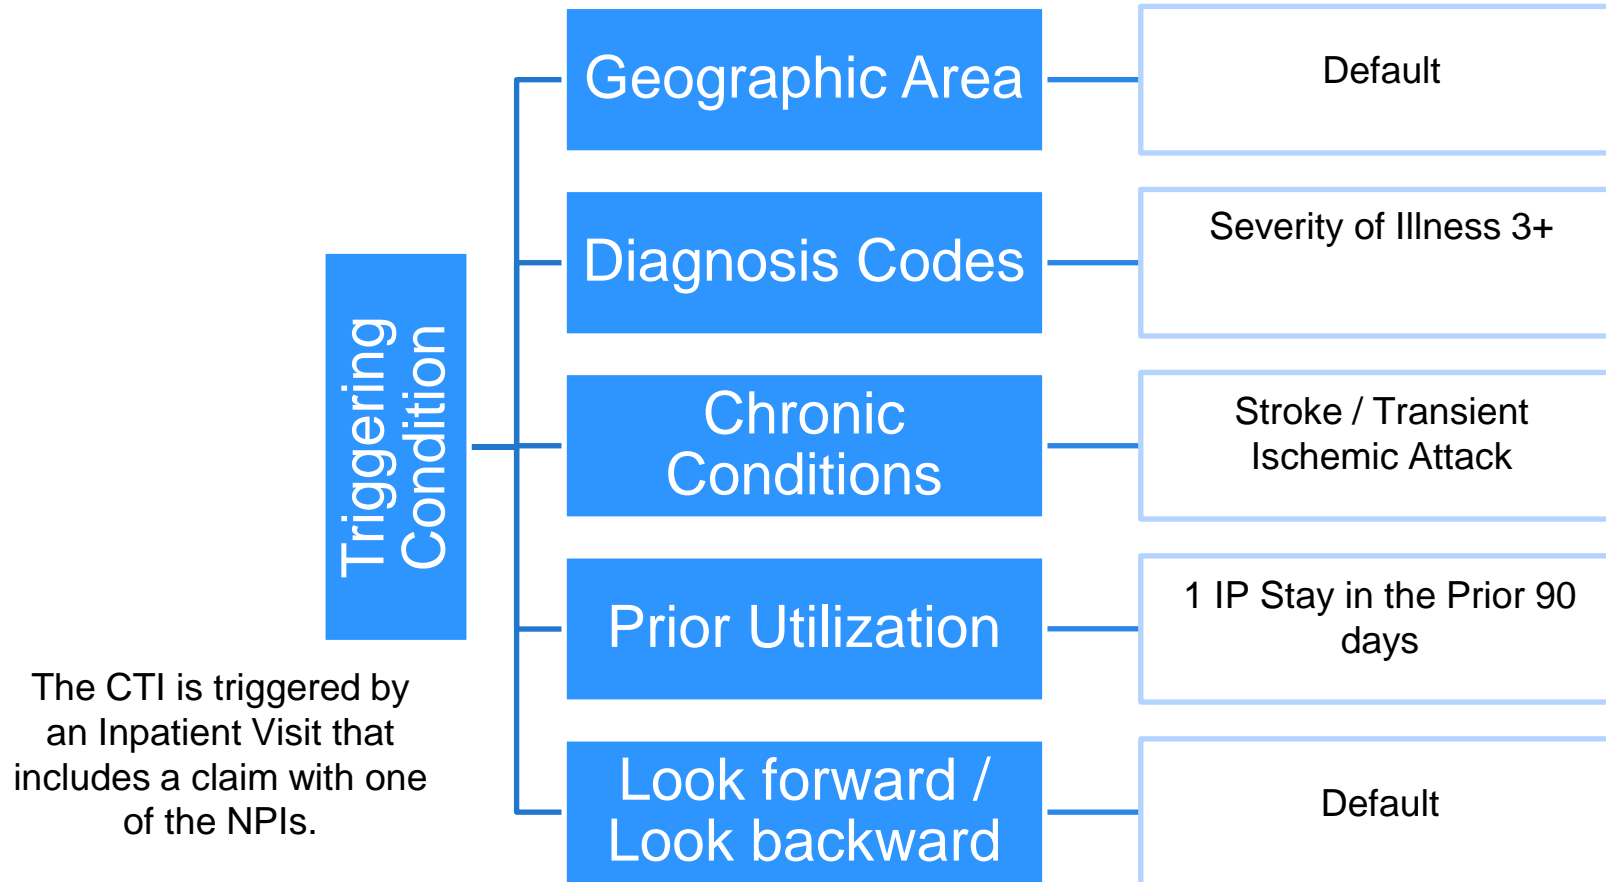 Triggering
Condition
The CTI is triggered by
an Inpatient Visit that
includes a claim with one
of the NPIs.
Geographic Area
Default
Diagnosis Codes
Severity of Illness 3+
Chronic
Conditions
Stroke / Transient
Ischemic Attack
Prior Utilization
1 IP Stay in the Prior 90
days
Look forward /
Look backward
Default